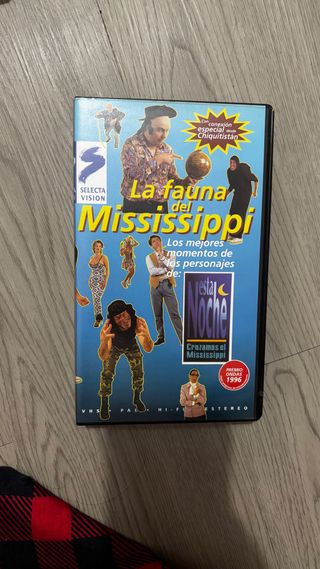 Con conexión
especial desde
Chiquitistán
SELECTA
VISION
La fauna
del
Mississippi
Los mejores
momentos de
los personajes
de:
esta
Noche
Cruzamos el
Mississippi
PREMIO
ONDAS
1996
VHS • PAL • HI-FI ESTEREO